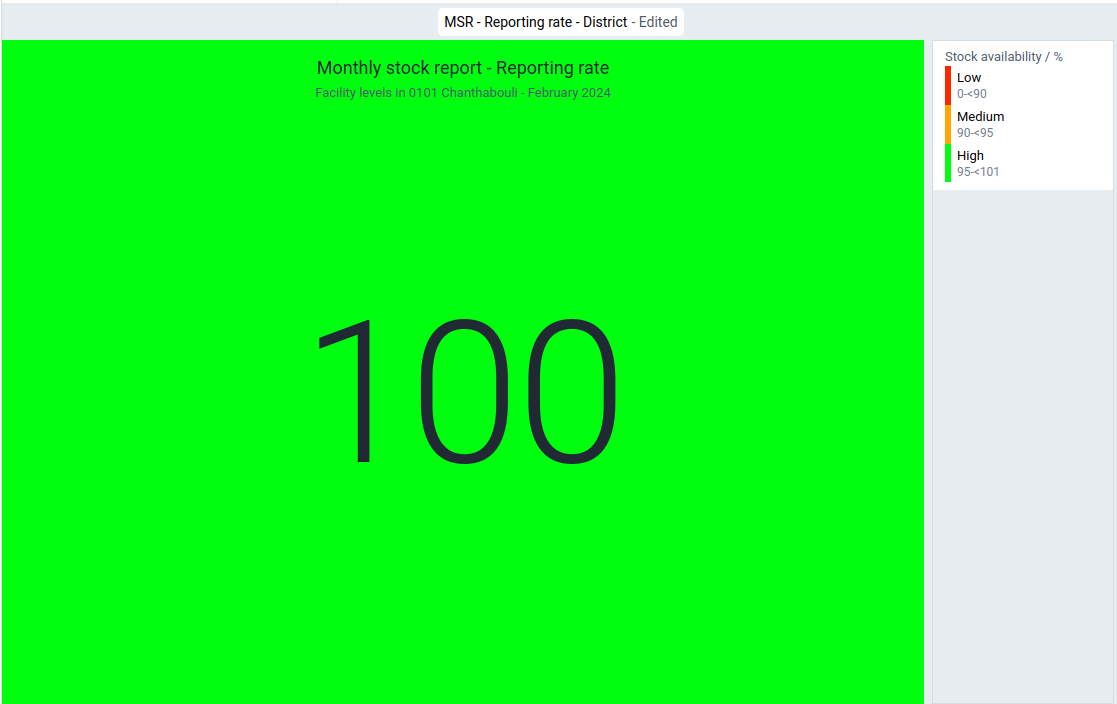 MSR - Reporting rate - District - Edited
Monthly stock report - Reporting rate
Facility levels in 0101 Chanthabouli - February 2024
100
Stock availability / %
Low
0-<90
Medium
90-<95
High
95-<101